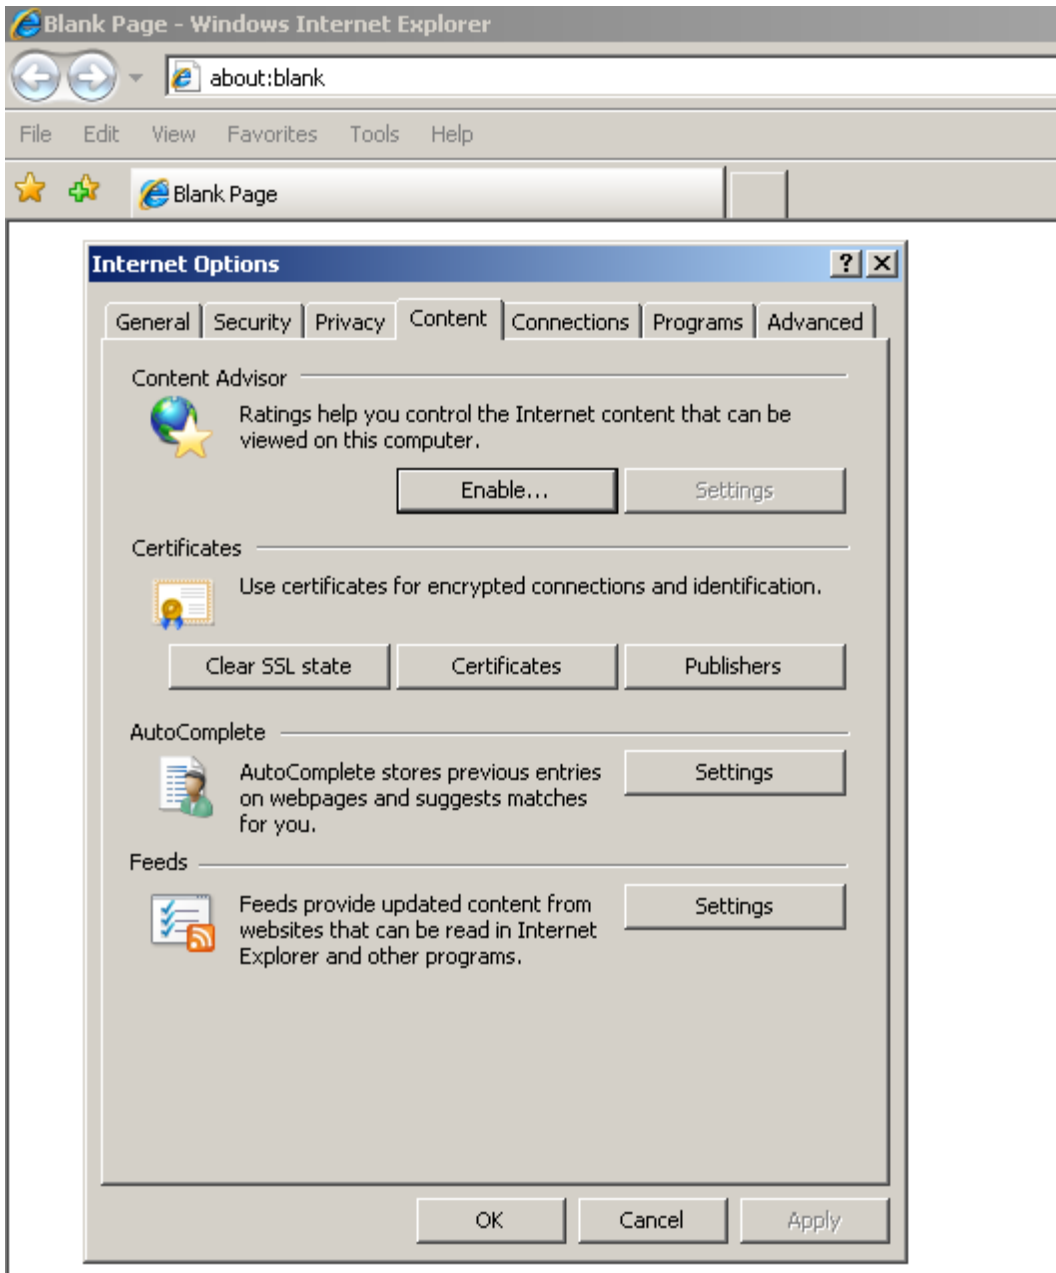 Blank Page - Windows Internet Explorer
about:blank
File Edit View Favorites Tools Help
Blank Page
Internet Options
General Security Privacy Content Connections Programs Advanced
Content Advisor
Ratings help you control the Internet content that can be
viewed on this computer.
Enable... Settings
Certificates
Use certificates for encrypted connections and identification.
Clear SSL state Certificates Publishers
AutoComplete
AutoComplete stores previous entries
on webpages and suggests matches
for you.
Settings
Feeds
Feeds provide updated content from
websites that can be read in Internet
Explorer and other programs.
Settings
OK Cancel Apply